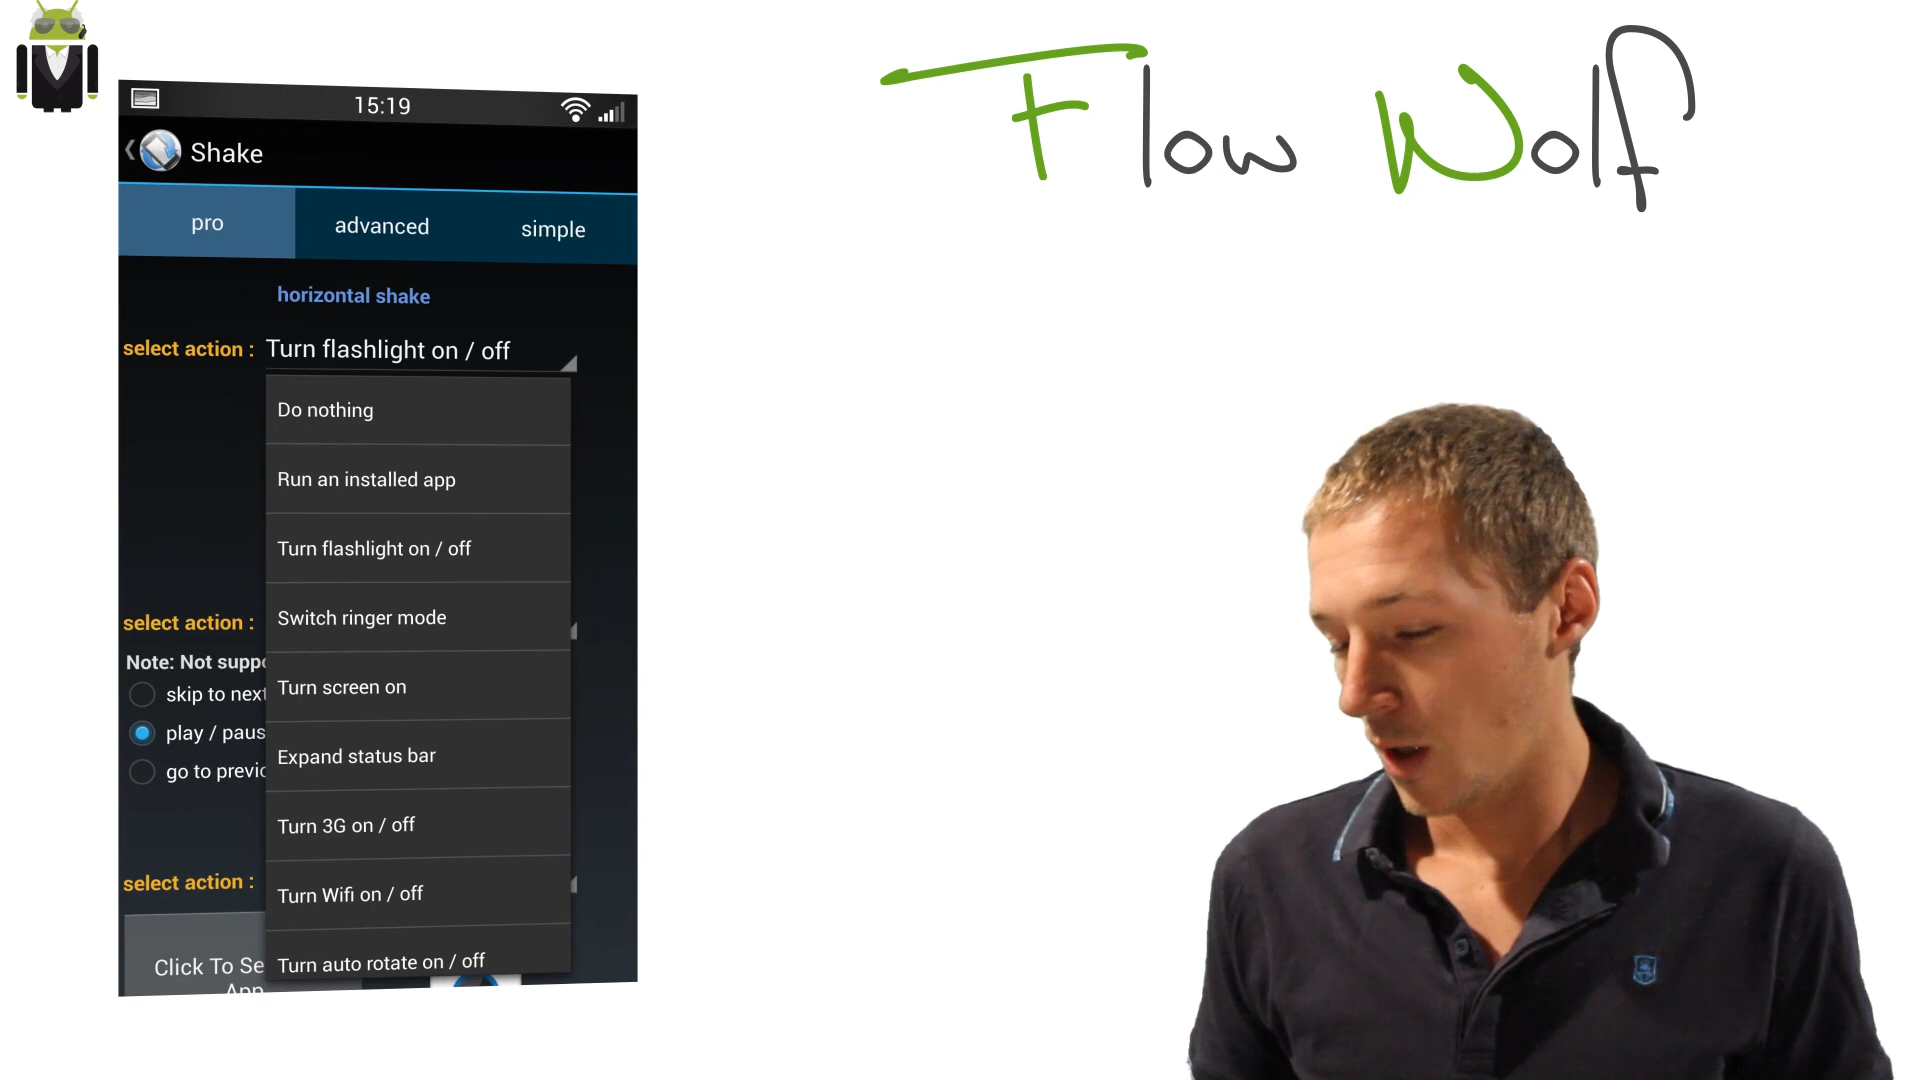 Flow Wolf
15:19
Shake
pro advanced simple
horizontal shake
select action : Turn flashlight on / off
Do nothing
Run an installed app
Turn flashlight on / off
Switch ringer mode
select action :
Note: Not suppo
Turn screen on
skip to next
play / paus
Expand status bar
go to previo
Turn 3G on / off
select action :
Turn Wifi on / off
Click To Se
App
Turn auto rotate on / off